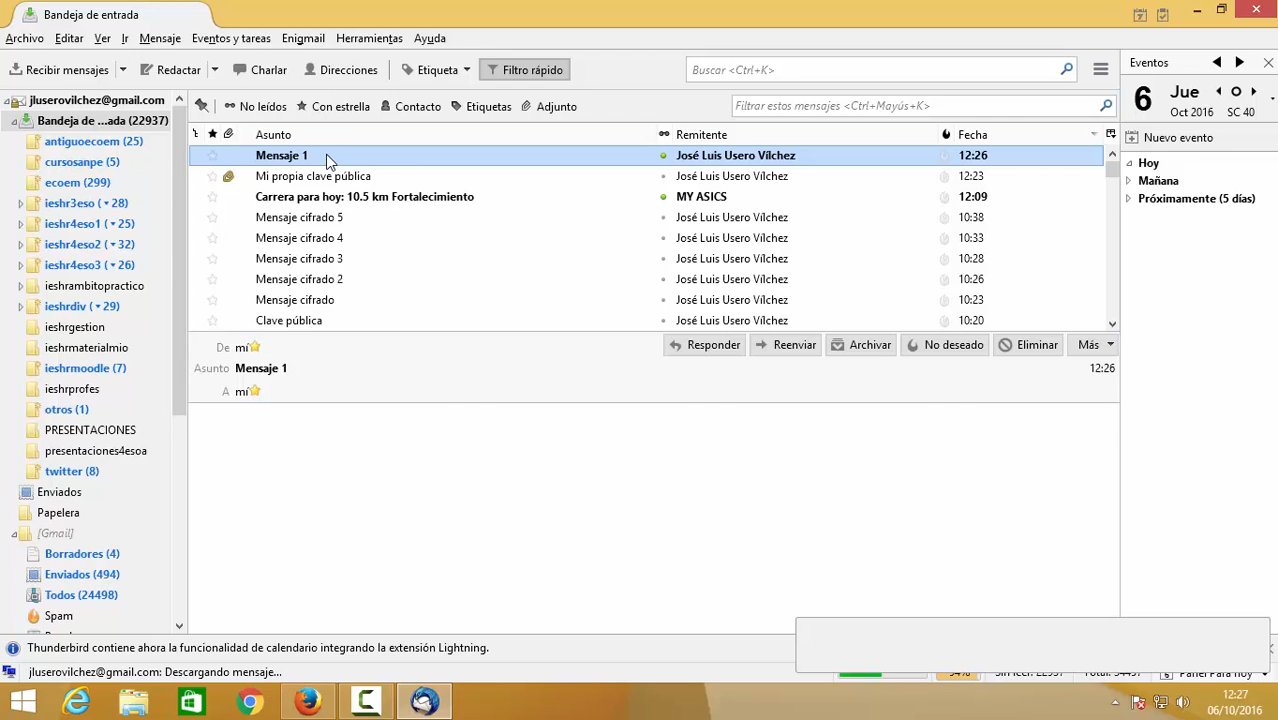 Bandeja de entrada
Archivo Editar Ver Ir Mensaje Eventos y tareas Enigmail Herramientas Ayuda
Recibir mensajes Redactar Charlar Direcciones Etiqueta Filtro rápido Buscar <Ctrl+K>
Eventos
6 Jue
Oct 2016 SC 40
Nuevo evento
Hoy
Mañana
Próximamente (5 días)
jluserovilchez@gmail.com
Bandeja de ...ada (22937)
antiguoecoem (25)
cursosanpe (5)
ecoem (299)
ieshr3eso (▾ 28)
ieshr4eso1 (▾ 25)
ieshr4eso2 (▾ 32)
ieshr4eso3 (▾ 26)
ieshrambitopractico
ieshrdiv (▾ 29)
ieshrgestion
ieshrmaterialmio
ieshrmoodle (7)
ieshrprofes
otros (1)
PRESENTACIONES
presentaciones4esoa
twitter (8)
Enviados
Papelera
[Gmail]
Borradores (4)
Enviados (494)
Todos (24498)
Spam
No leídos Con estrella Contacto Etiquetas Adjunto Filtrar estos mensajes <Ctrl+Mayús+K>
Asunto Remitente Fecha
Mensaje 1 José Luis Usero Vílchez 12:26
Mi propia clave pública José Luis Usero Vílchez 12:23
Carrera para hoy: 10.5 km Fortalecimiento MY ASICS 12:09
Mensaje cifrado 5 José Luis Usero Vílchez 10:38
Mensaje cifrado 4 José Luis Usero Vílchez 10:33
Mensaje cifrado 3 José Luis Usero Vílchez 10:28
Mensaje cifrado 2 José Luis Usero Vílchez 10:26
Mensaje cifrado José Luis Usero Vílchez 10:23
Clave pública José Luis Usero Vílchez 10:20
De mí Responder Reenviar Archivar No deseado Eliminar Más
Asunto Mensaje 1 12:26
A mí
Thunderbird contiene ahora la funcionalidad de calendario integrando la extensión Lightning.
jluserovilchez@gmail.com: Descargando mensaje...
12:27
06/10/2016